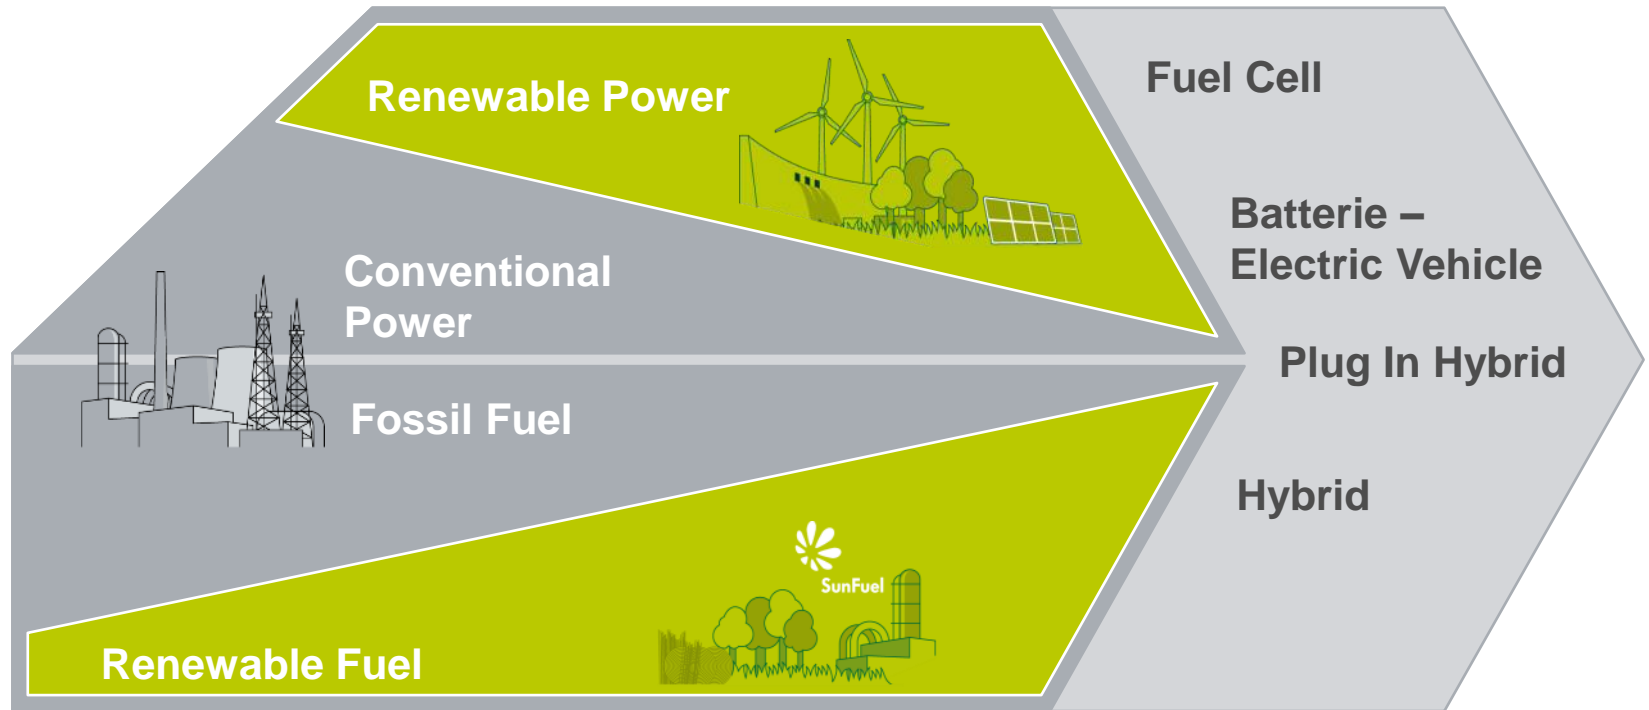 Renewable Power
Conventional
Power
Fossil Fuel
SunFuel
Renewable Fuel
Fuel Cell
Batterie –
Electric Vehicle
Plug In Hybrid
Hybrid